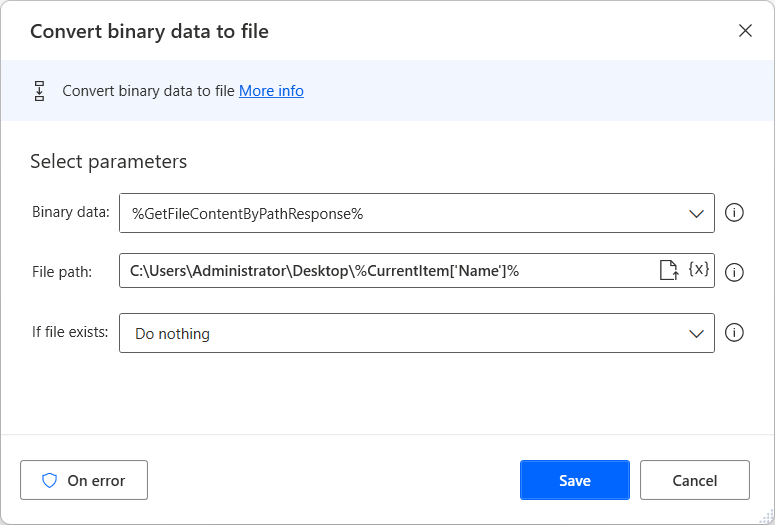 Convert binary data to file
Convert binary data to file More info
Select parameters
Binary data: %GetFileContentByPathResponse%
File path: C:\Users\Administrator\Desktop\%CurrentItem['Name']% {x}
If file exists: Do nothing
On error Save Cancel